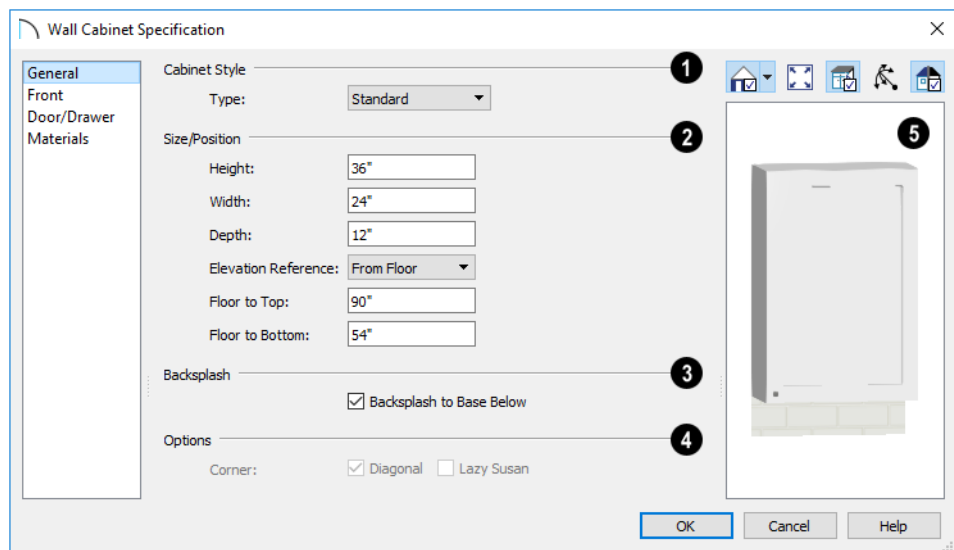 Wall Cabinet Specification
General
Front
Door/Drawer
Materials
Cabinet Style 1
Type: Standard
Size/Position 2
Height: 36"
Width: 24"
Depth: 12"
Elevation Reference: From Floor
Floor to Top: 90"
Floor to Bottom: 54"
Backsplash 3
Backsplash to Base Below
Options 4
Corner: Diagonal Lazy Susan
5
OK Cancel Help